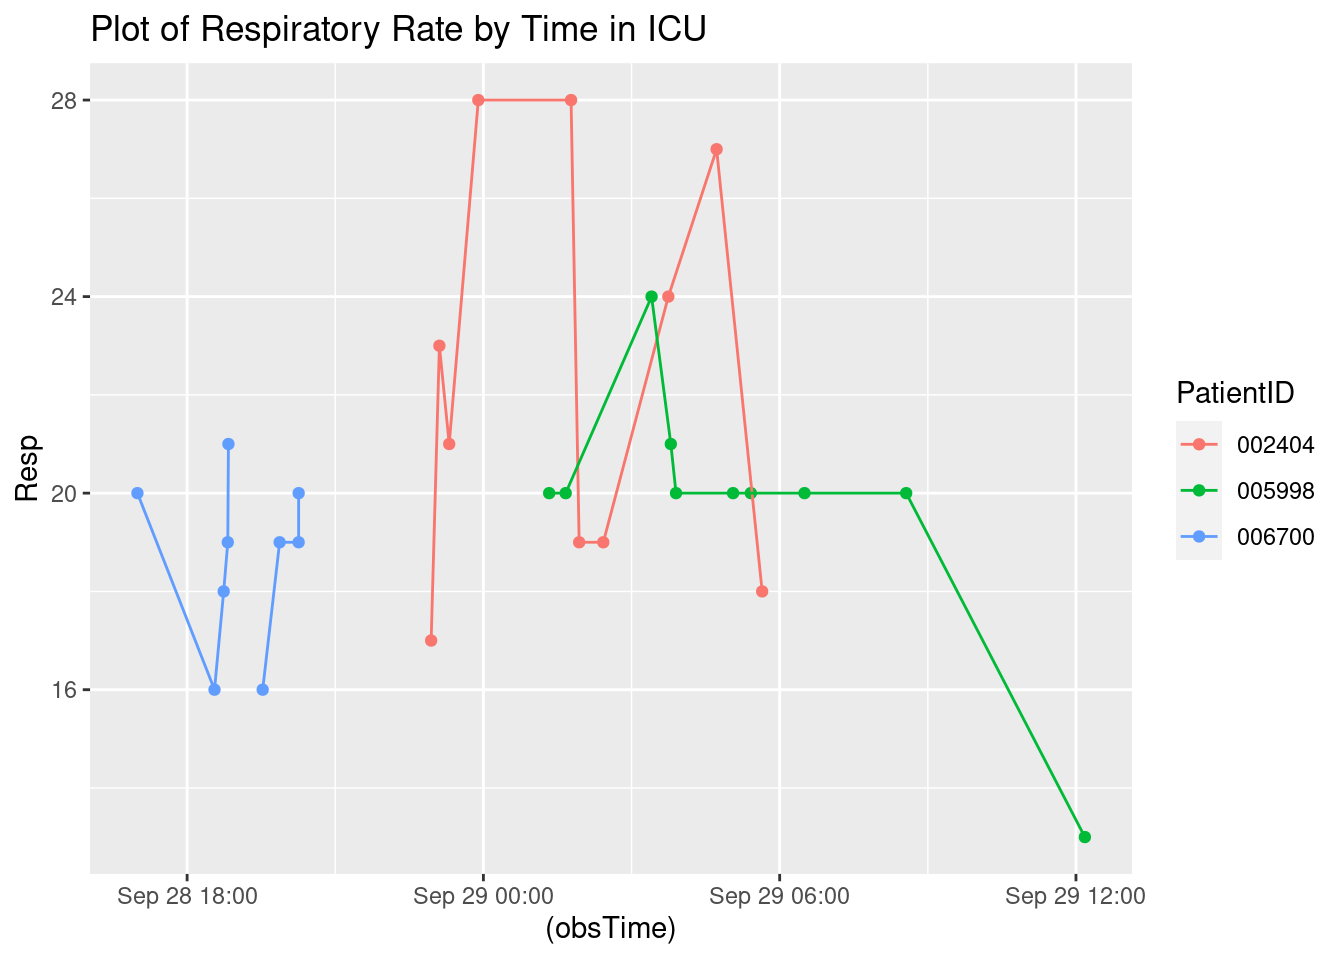 Plot of Respiratory Rate by Time in ICU
28
24
20
16
Resp
Sep 28 18:00
Sep 29 00:00
Sep 29 06:00
Sep 29 12:00
(obsTime)
PatientID
002404
005998
006700